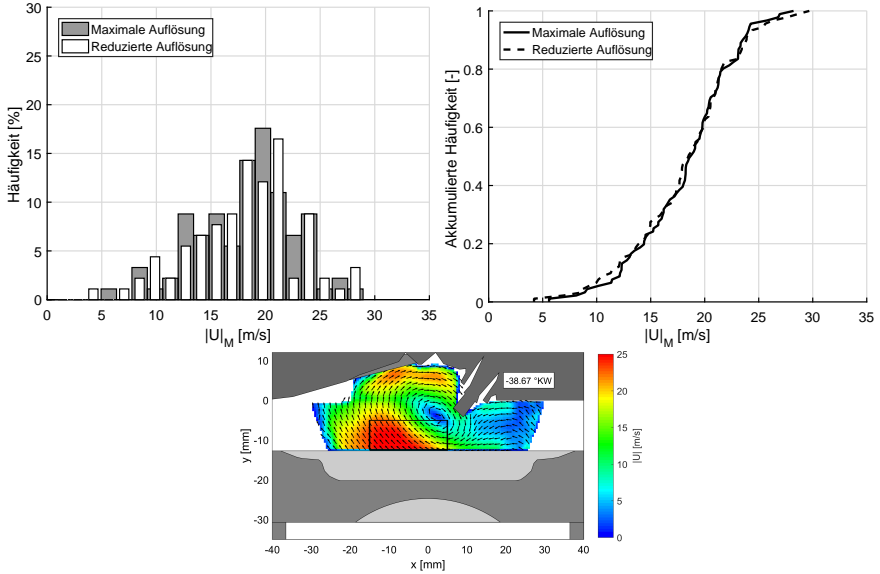 30
25
20
15
10
5
0
Häufigkeit [%]
Maximale Auflösung
Reduzierte Auflösung
0 5 10 15 20 25 30 35
|U|M [m/s]
1
0.8
0.6
0.4
0.2
0
Akkumulierte Häufigkeit [-]
Maximale Auflösung
Reduzierte Auflösung
0 5 10 15 20 25 30 35
|U|M [m/s]
10
0
-10
-20
-30
y [mm]
-38.67 °KW
-40 -30 -20 -10 0 10 20 30 40
x [mm]
25
20
15
10
5
0
|U| [m/s]